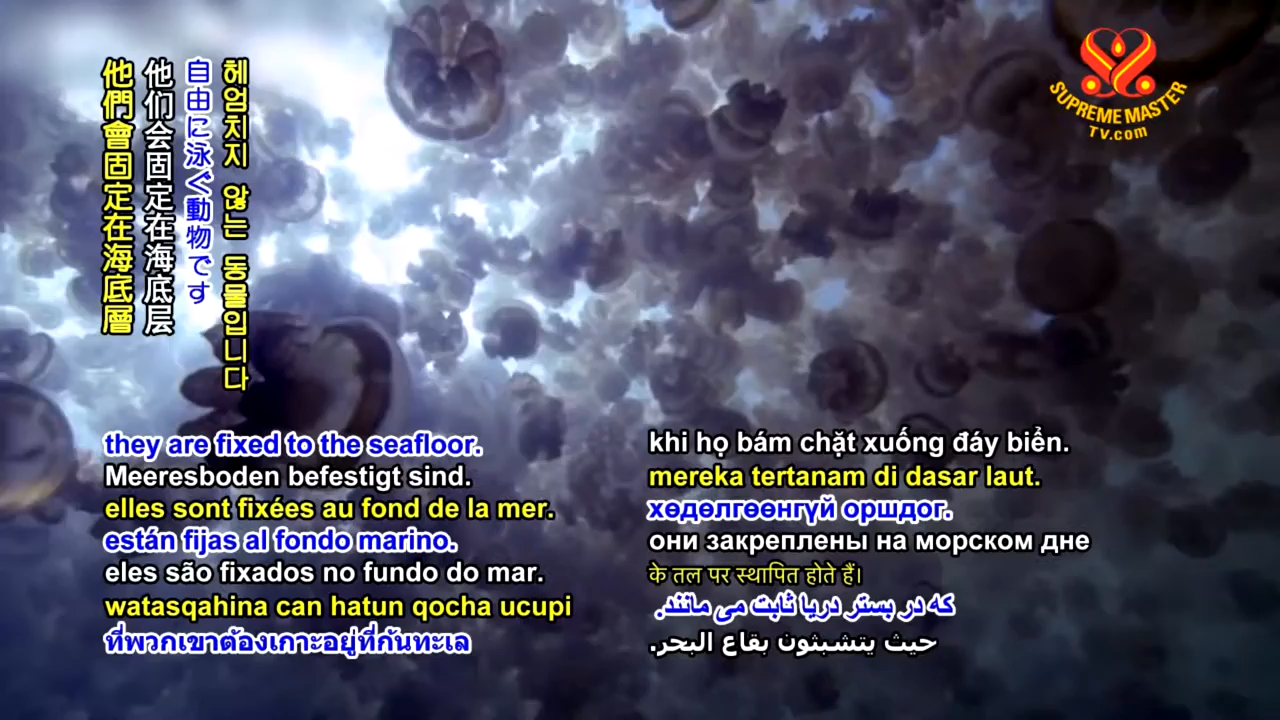 헤엄치지 않는 동물입니다
自由に泳ぐ動物です
他们会固定在海底层
他們會固定在海底層
SUPREME MASTER
TV.com
they are fixed to the seafloor.
Meeresboden befestigt sind.
elles sont fixées au fond de la mer.
están fijas al fondo marino.
eles são fixados no fundo do mar.
watasqahina can hatun qocha ucupi
ที่พวกเขาต้องเกาะอยู่ที่ก้นทะเล
khi họ bám chặt xuống đáy biển.
mereka tertanam di dasar laut.
хөдөлгөөнгүй оршдог.
они закреплены на морском дне
के तल पर स्थापित होते हैं।
که در بستر دریا ثابت می مانند.
حيث يتشبثون بقاع البحر.